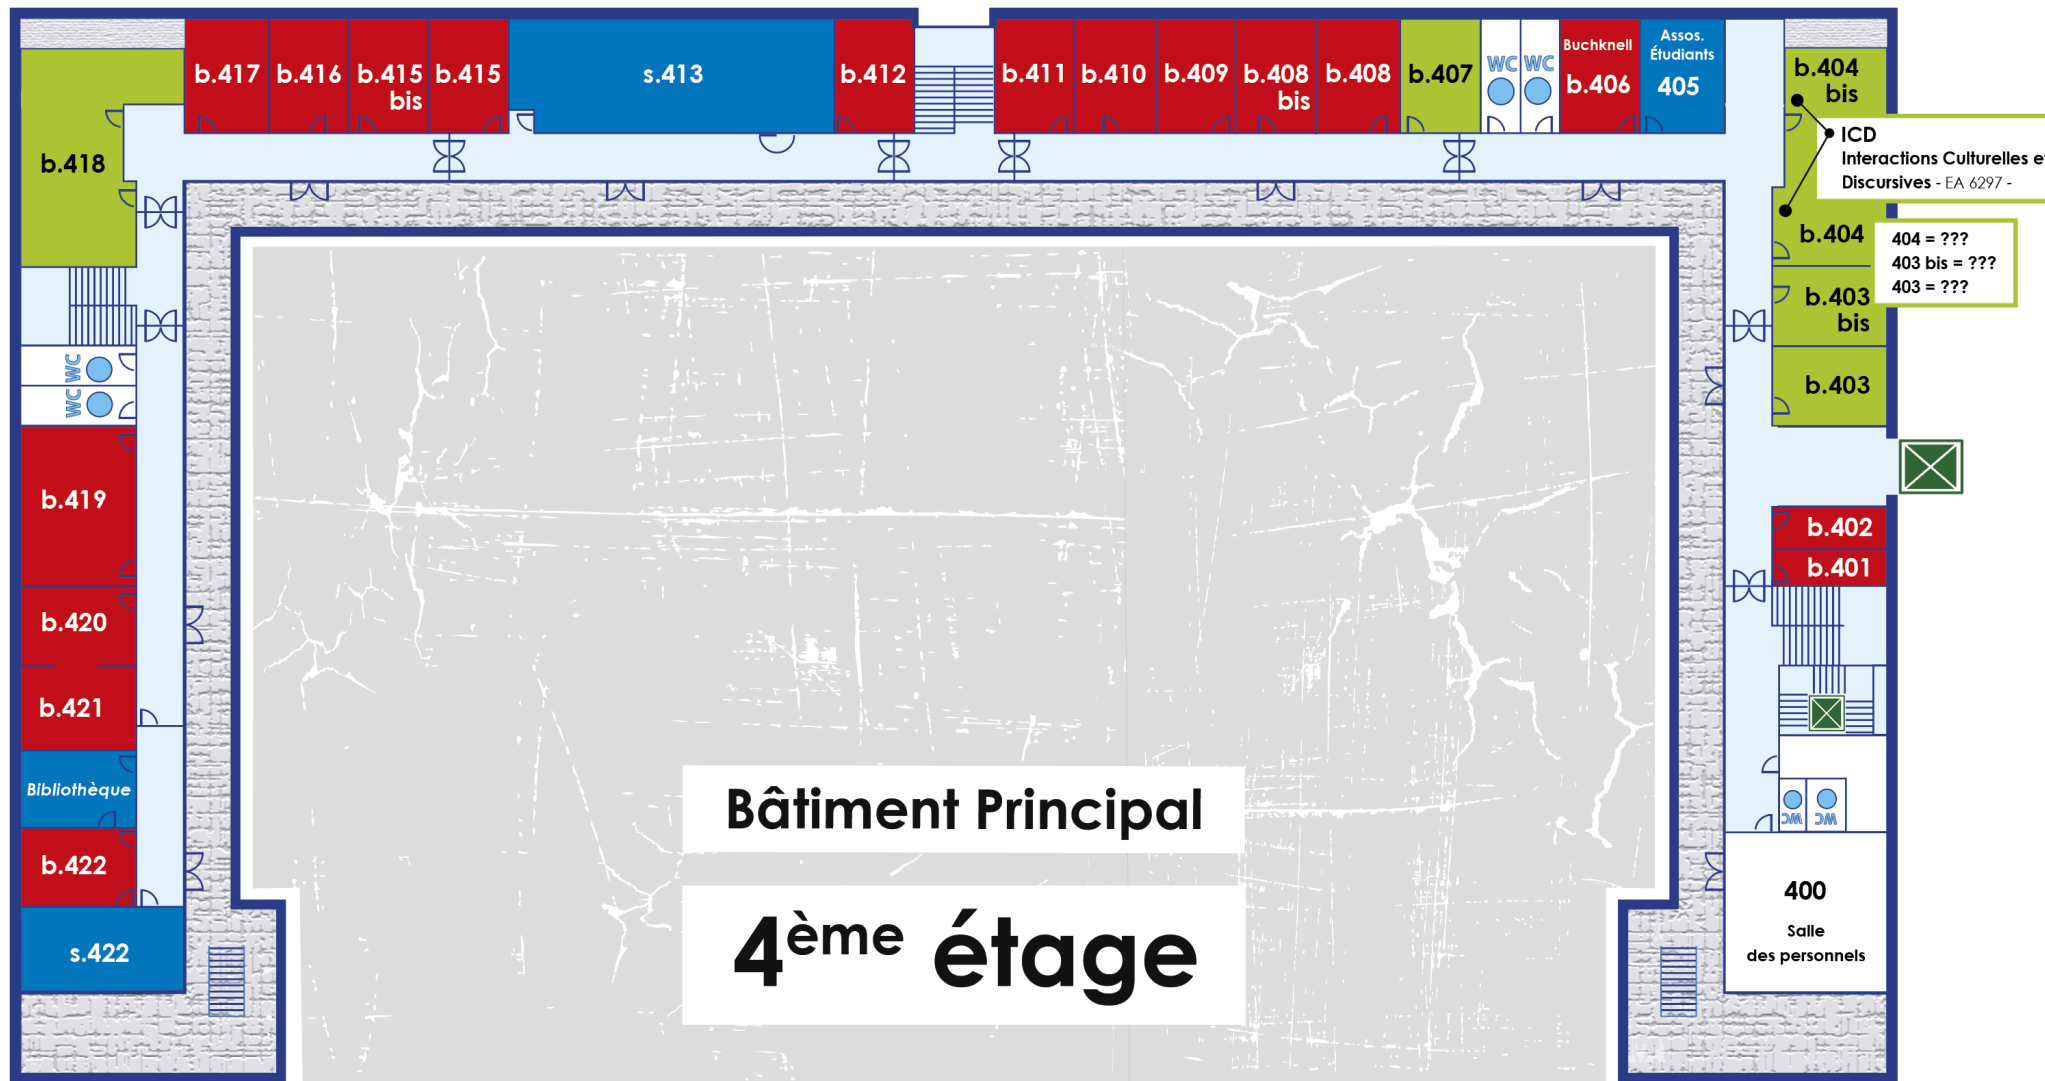 b.417
b.416
b.415
bis
b.415
s.413
b.412
b.411
b.410
b.409
b.408
bis
b.408
b.407
WC
WC
Buchknell
b.406
Assos.
Étudiants
405
b.404
bis
ICD
Interactions Culturelles et
Discursives - EA 6297 -
b.404
404 = ???
403 bis = ???
403 = ???
b.403
bis
b.403
b.402
b.401
WC
WC
400
Salle
des personnels
b.418
WC
WC
b.419
b.420
b.421
Bibliothèque
b.422
s.422
Bâtiment Principal
4ème étage